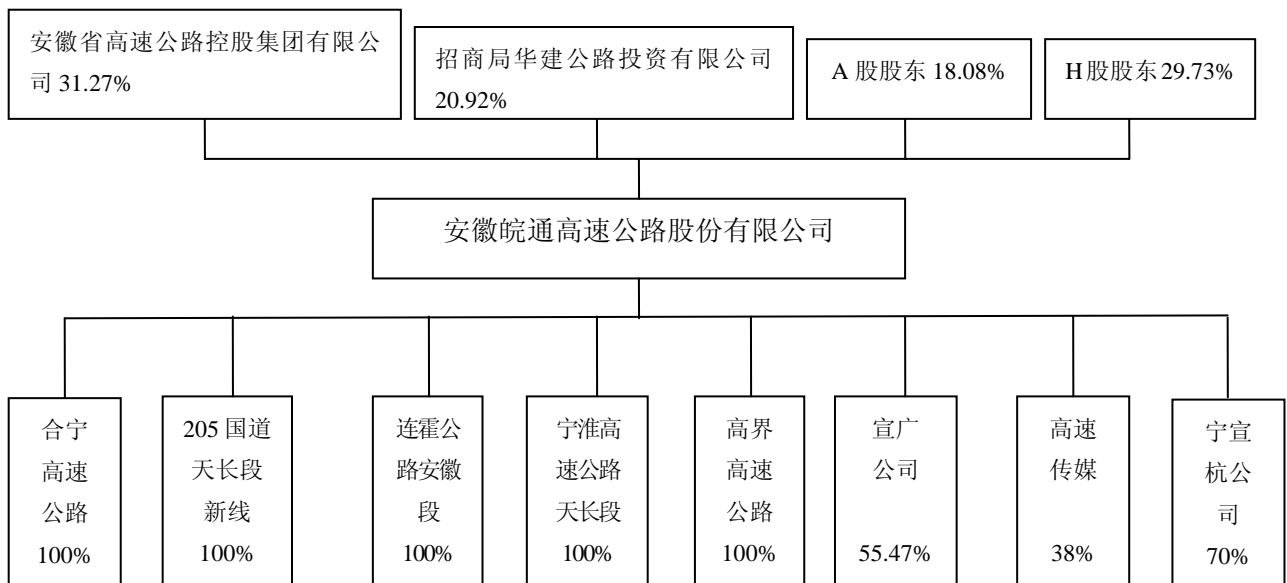 安徽省高速公路控股集团有限公
司 31.27%
招商局华建公路投资有限公司
20.92%
A 股股东 18.08%
H股股东 29.73%
安徽皖通高速公路股份有限公司
合宁
高速
公路
100%
205 国道
天长段
新线
100%
连霍公
路安徽
段
100%
宁淮高
速公路
天长段
100%
高界
高速
公路
100%
宣广
公司
55.47%
高速
传媒
38%
宁宣
杭公
司
70%